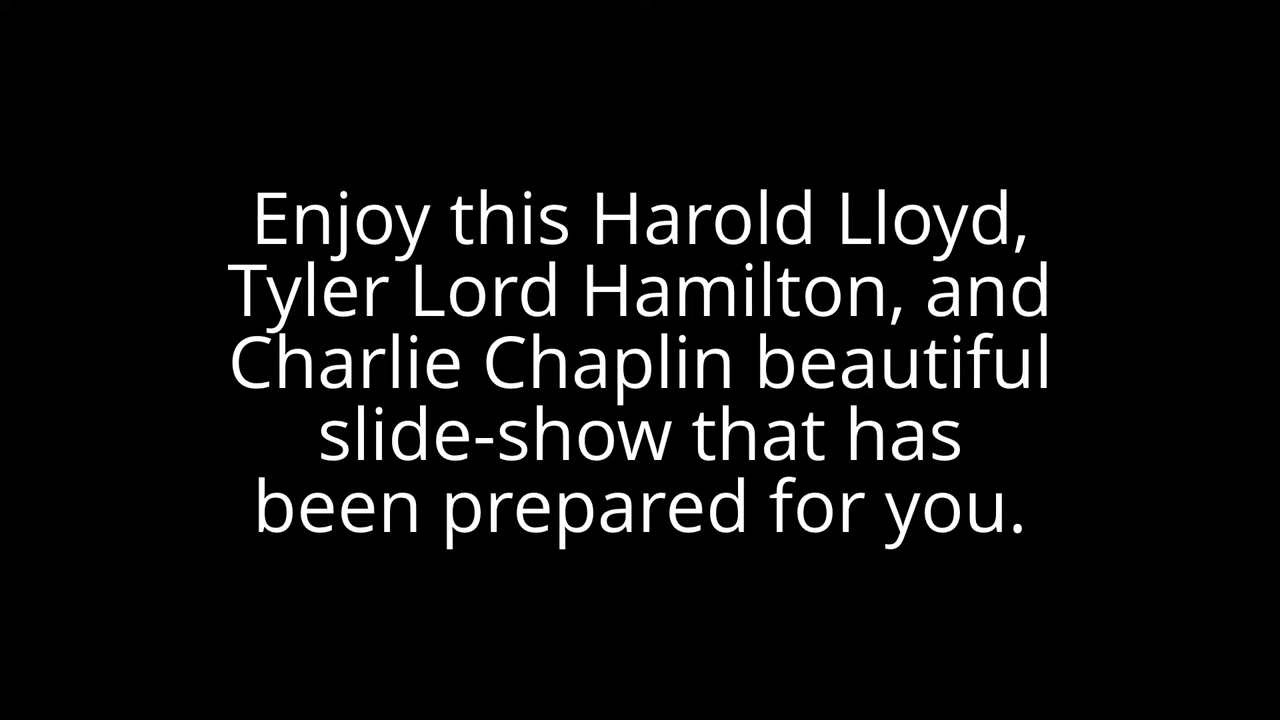 Enjoy this Harold Lloyd,
Tyler Lord Hamilton, and
Charlie Chaplin beautiful
slide-show that has
been prepared for you.